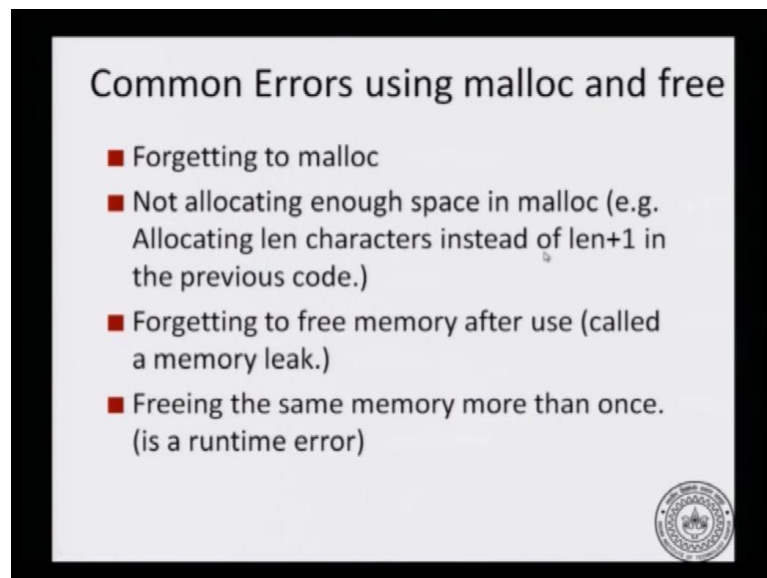 Common Errors using malloc and free
Forgetting to malloc
Not allocating enough space in malloc (e.g.
Allocating len characters instead of len+1 in
the previous code.)
Forgetting to free memory after use (called
a memory leak.)
Freeing the same memory more than once.
(is a runtime error)